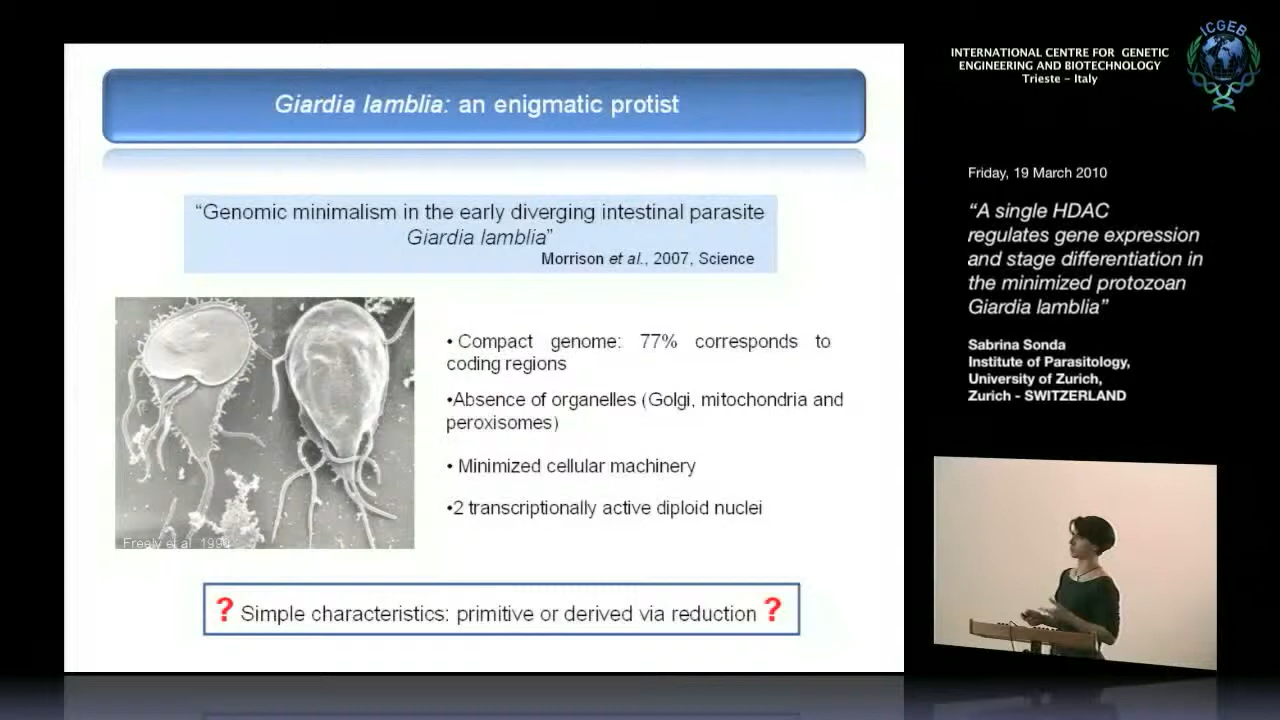 Giardia lamblia: an enigmatic protist
“Genomic minimalism in the early diverging intestinal parasite
Giardia lamblia”
Morrison et al., 2007, Science
• Compact genome: 77% corresponds to
coding regions
•Absence of organelles (Golgi, mitochondria and
peroxisomes)
• Minimized cellular machinery
•2 transcriptionally active diploid nuclei
et al
? Simple characteristics: primitive or derived via reduction ?
INTERNATIONAL CENTRE FOR GENETIC
ENGINEERING AND BIOTECHNOLOGY
Trieste – Italy
ICGEB
Friday, 19 March 2010
“A single HDAC
regulates gene expression
and stage differentiation in
the minimized protozoan
Giardia lamblia”
Sabrina Sonda
Institute of Parasitology,
University of Zurich,
Zurich - SWITZERLAND